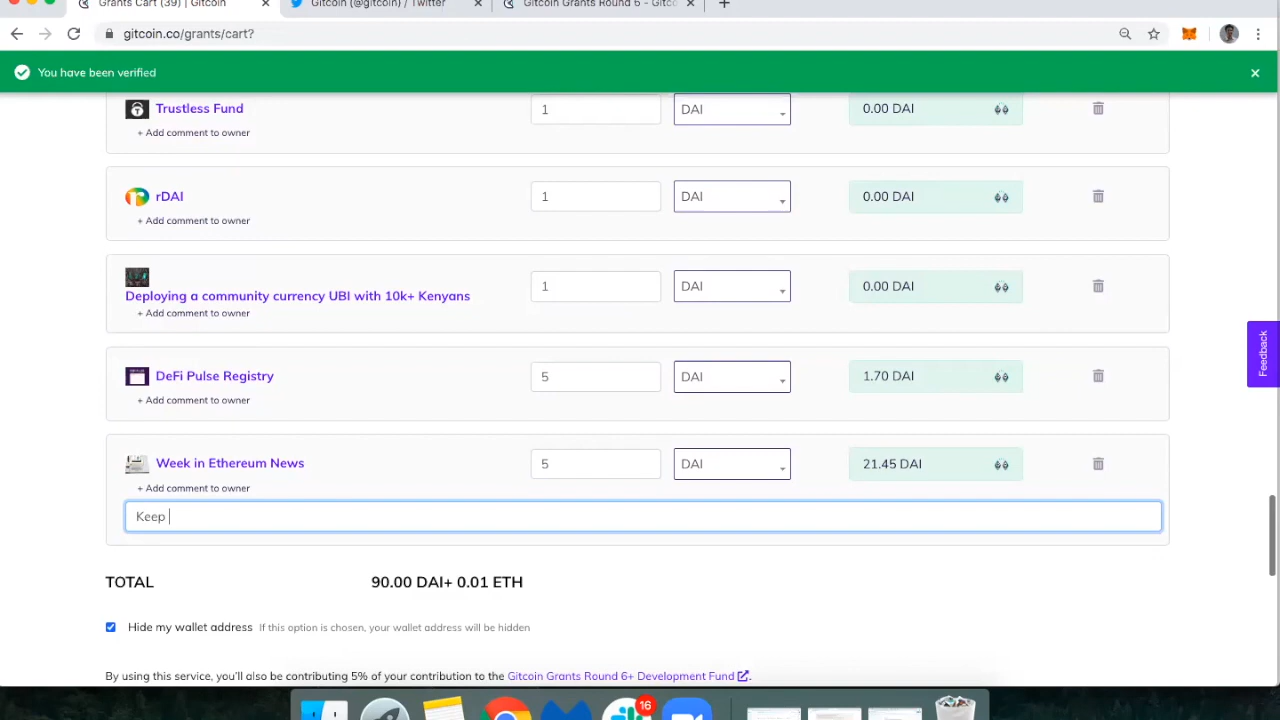 Grants Cart (39) | Gitcoin
Gitcoin (@gitcoin) / Twitter
Gitcoin Grants Round 6 - Gitc
gitcoin.co/grants/cart?
You have been verified
Trustless Fund
1
DAI
0.00 DAI
+ Add comment to owner
rDAI
1
DAI
0.00 DAI
+ Add comment to owner
Deploying a community currency UBI with 10k+ Kenyans
1
DAI
0.00 DAI
+ Add comment to owner
Feedback
DeFi Pulse Registry
5
DAI
1.70 DAI
+ Add comment to owner
Week in Ethereum News
5
DAI
21.45 DAI
+ Add comment to owner
Keep
TOTAL
90.00 DAI+ 0.01 ETH
Hide my wallet address If this option is chosen, your wallet address will be hidden
By using this service, you'll also be contributing 5% of your contribution to the Gitcoin Grants Round 6+ Development Fund.
16